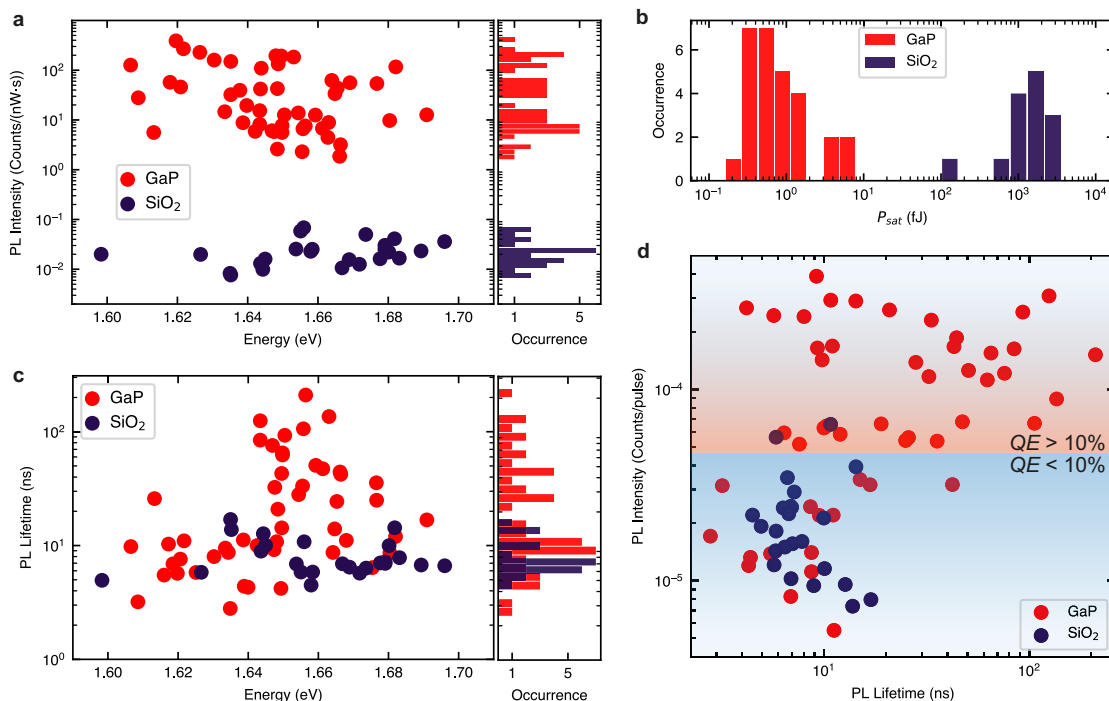 a
PL Intensity (Counts/(nW·s))
10²
10¹
10⁰
10⁻¹
10⁻²
GaP
SiO₂
1.60
1.62
1.64
1.66
1.68
1.70
Energy (eV)
1
5
Occurrence
b
Occurrence
6
4
2
0
GaP
SiO₂
10⁻¹
10⁰
10¹
10²
10³
10⁴
P_sat (fJ)
c
PL Lifetime (ns)
10²
10¹
10⁰
GaP
SiO₂
1.60
1.62
1.64
1.66
1.68
1.70
Energy (eV)
1
5
Occurrence
d
PL Intensity (Counts/pulse)
10⁻⁴
10⁻⁵
QE > 10%
QE < 10%
GaP
SiO₂
10¹
10²
PL Lifetime (ns)